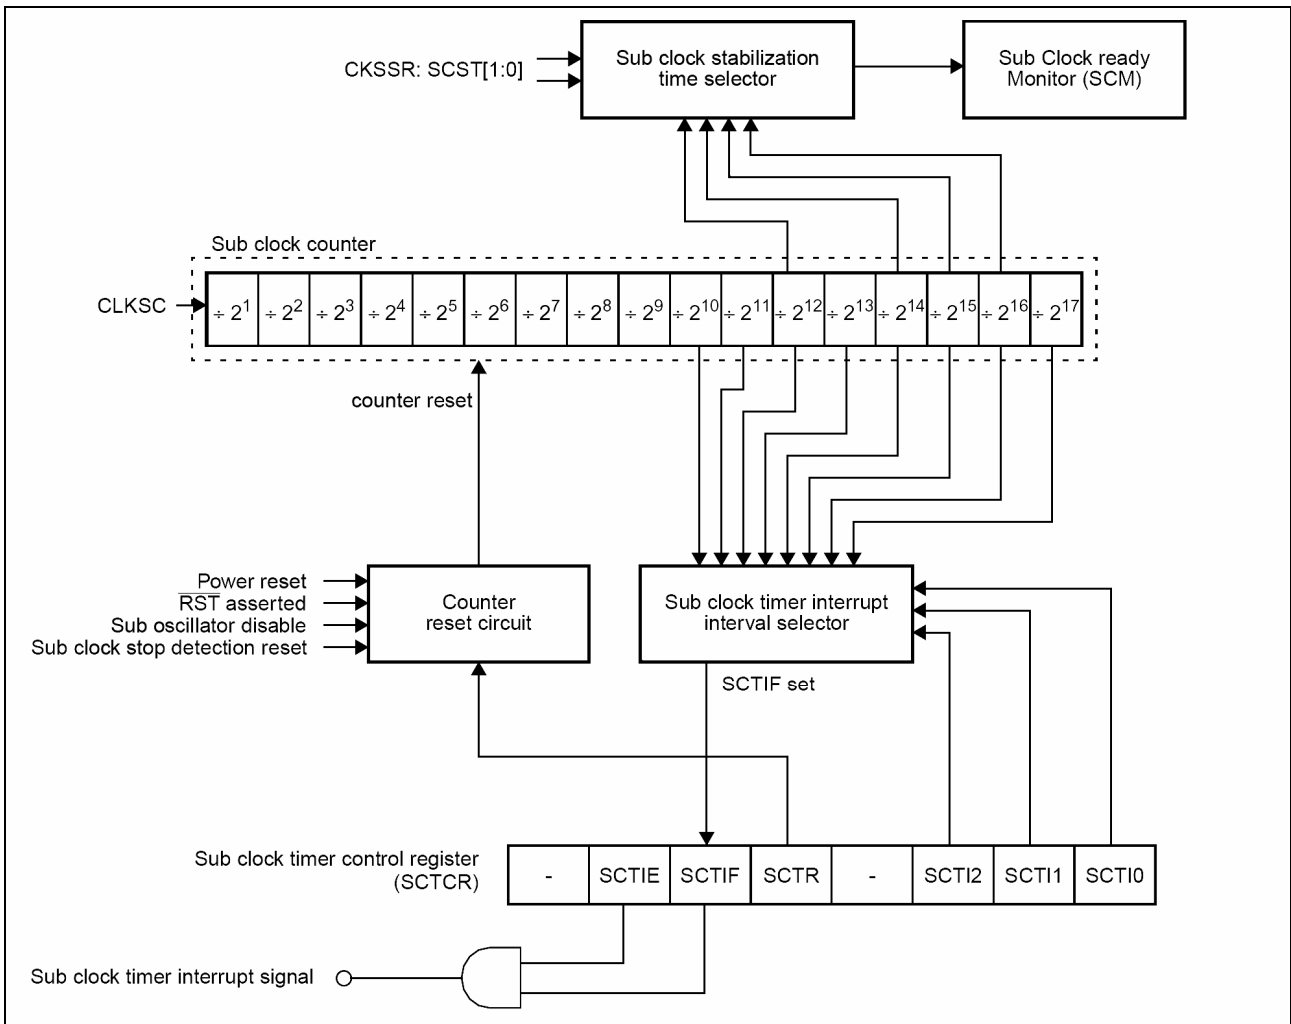 CKSSR: SCST[1:0]
Sub clock stabilization
time selector
Sub Clock ready
Monitor (SCM)
Sub clock counter
CLKSC
÷ 2¹ ÷ 2² ÷ 2³ ÷ 2⁴ ÷ 2⁵ ÷ 2⁶ ÷ 2⁷ ÷ 2⁸ ÷ 2⁹ ÷ 2¹⁰ ÷ 2¹¹ ÷ 2¹² ÷ 2¹³ ÷ 2¹⁴ ÷ 2¹⁵ ÷ 2¹⁶ ÷ 2¹⁷
counter reset
Power reset
RST asserted
Sub oscillator disable
Sub clock stop detection reset
Counter
reset circuit
Sub clock timer interrupt
interval selector
SCTIF set
Sub clock timer control register
(SCTCR)
- SCTIE SCTIF SCTR - SCTI2 SCTI1 SCTI0
Sub clock timer interrupt signal